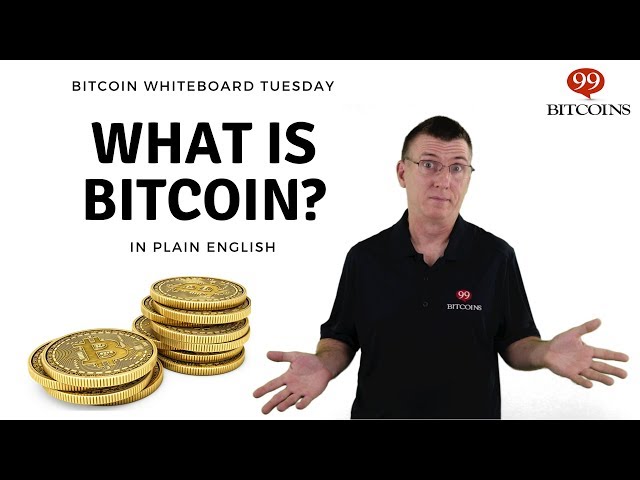 BITCOIN WHITEBOARD TUESDAY
WHAT IS
BITCOIN?
IN PLAIN ENGLISH
99
BITCOINS
99
BITCOINS